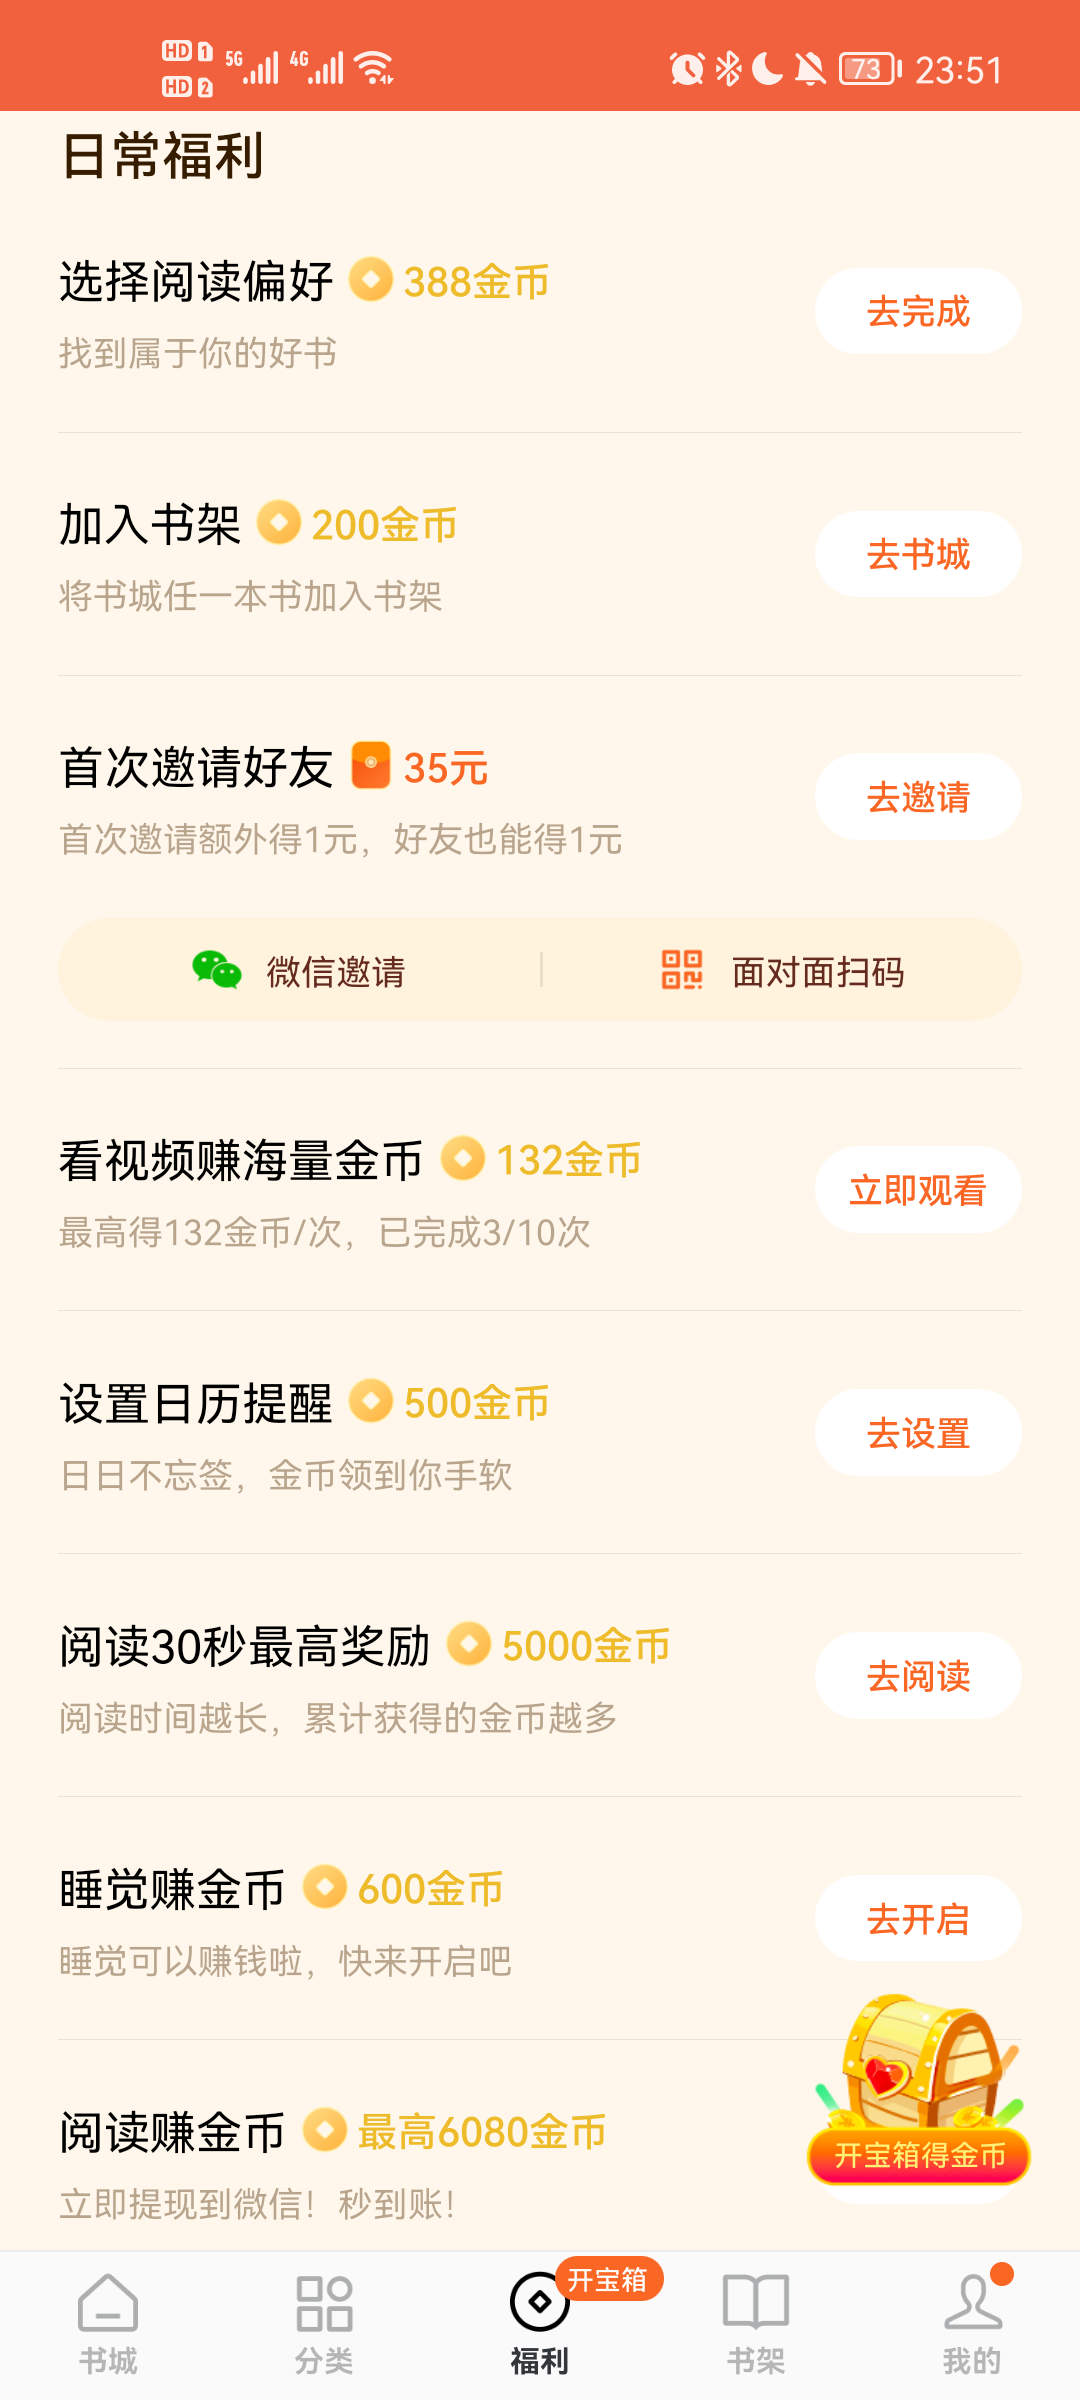 HD 1 5G 4G
HD 2
73 23:51
日常福利
选择阅读偏好 388金币
找到属于你的好书
去完成
加入书架 200金币
将书城任一本书加入书架
去书城
首次邀请好友 35元
首次邀请额外得1元，好友也能得1元
去邀请
微信邀请 面对面扫码
看视频赚海量金币 132金币
最高得132金币/次，已完成3/10次
立即观看
设置日历提醒 500金币
日日不忘签，金币领到你手软
去设置
阅读30秒最高奖励 5000金币
阅读时间越长，累计获得的金币越多
去阅读
睡觉赚金币 600金币
睡觉可以赚钱啦，快来开启吧
去开启
阅读赚金币 最高6080金币
立即提现到微信！秒到账！
开宝箱得金币
开宝箱
书城 分类 福利 书架 我的